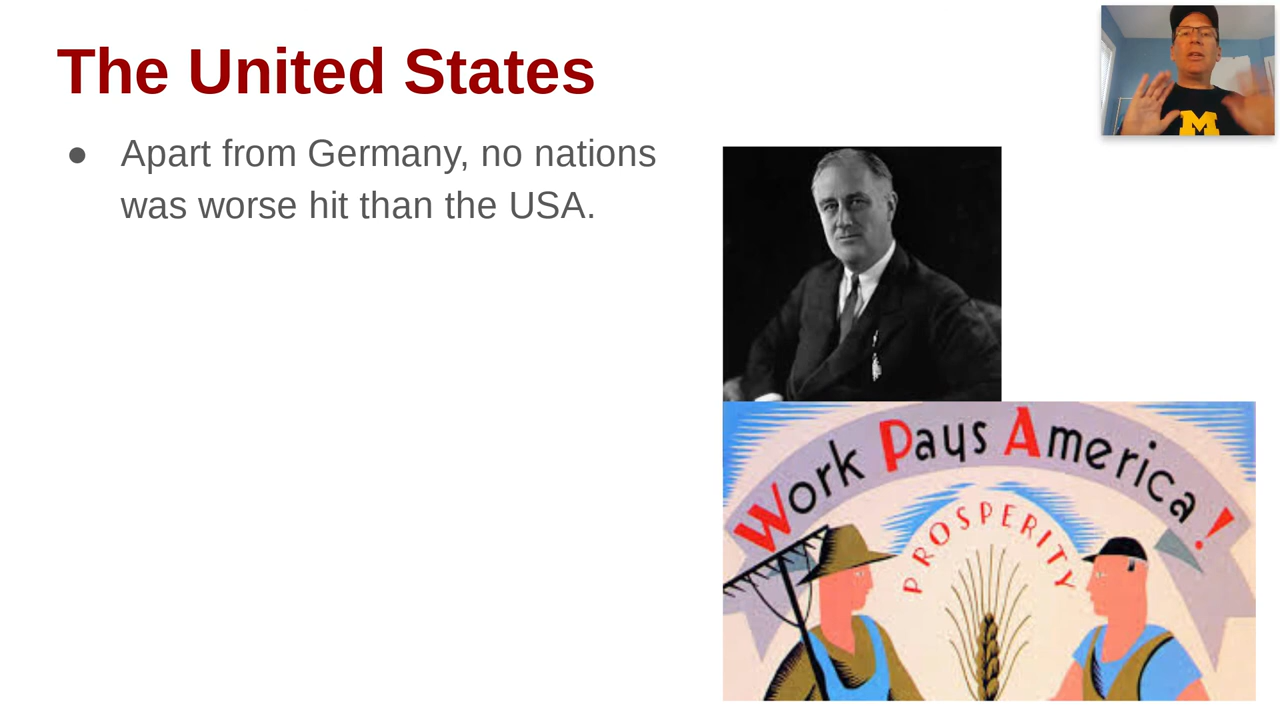 The United States
● Apart from Germany, no nations
was worse hit than the USA.
M
Work Pays America!
PROSPERITY